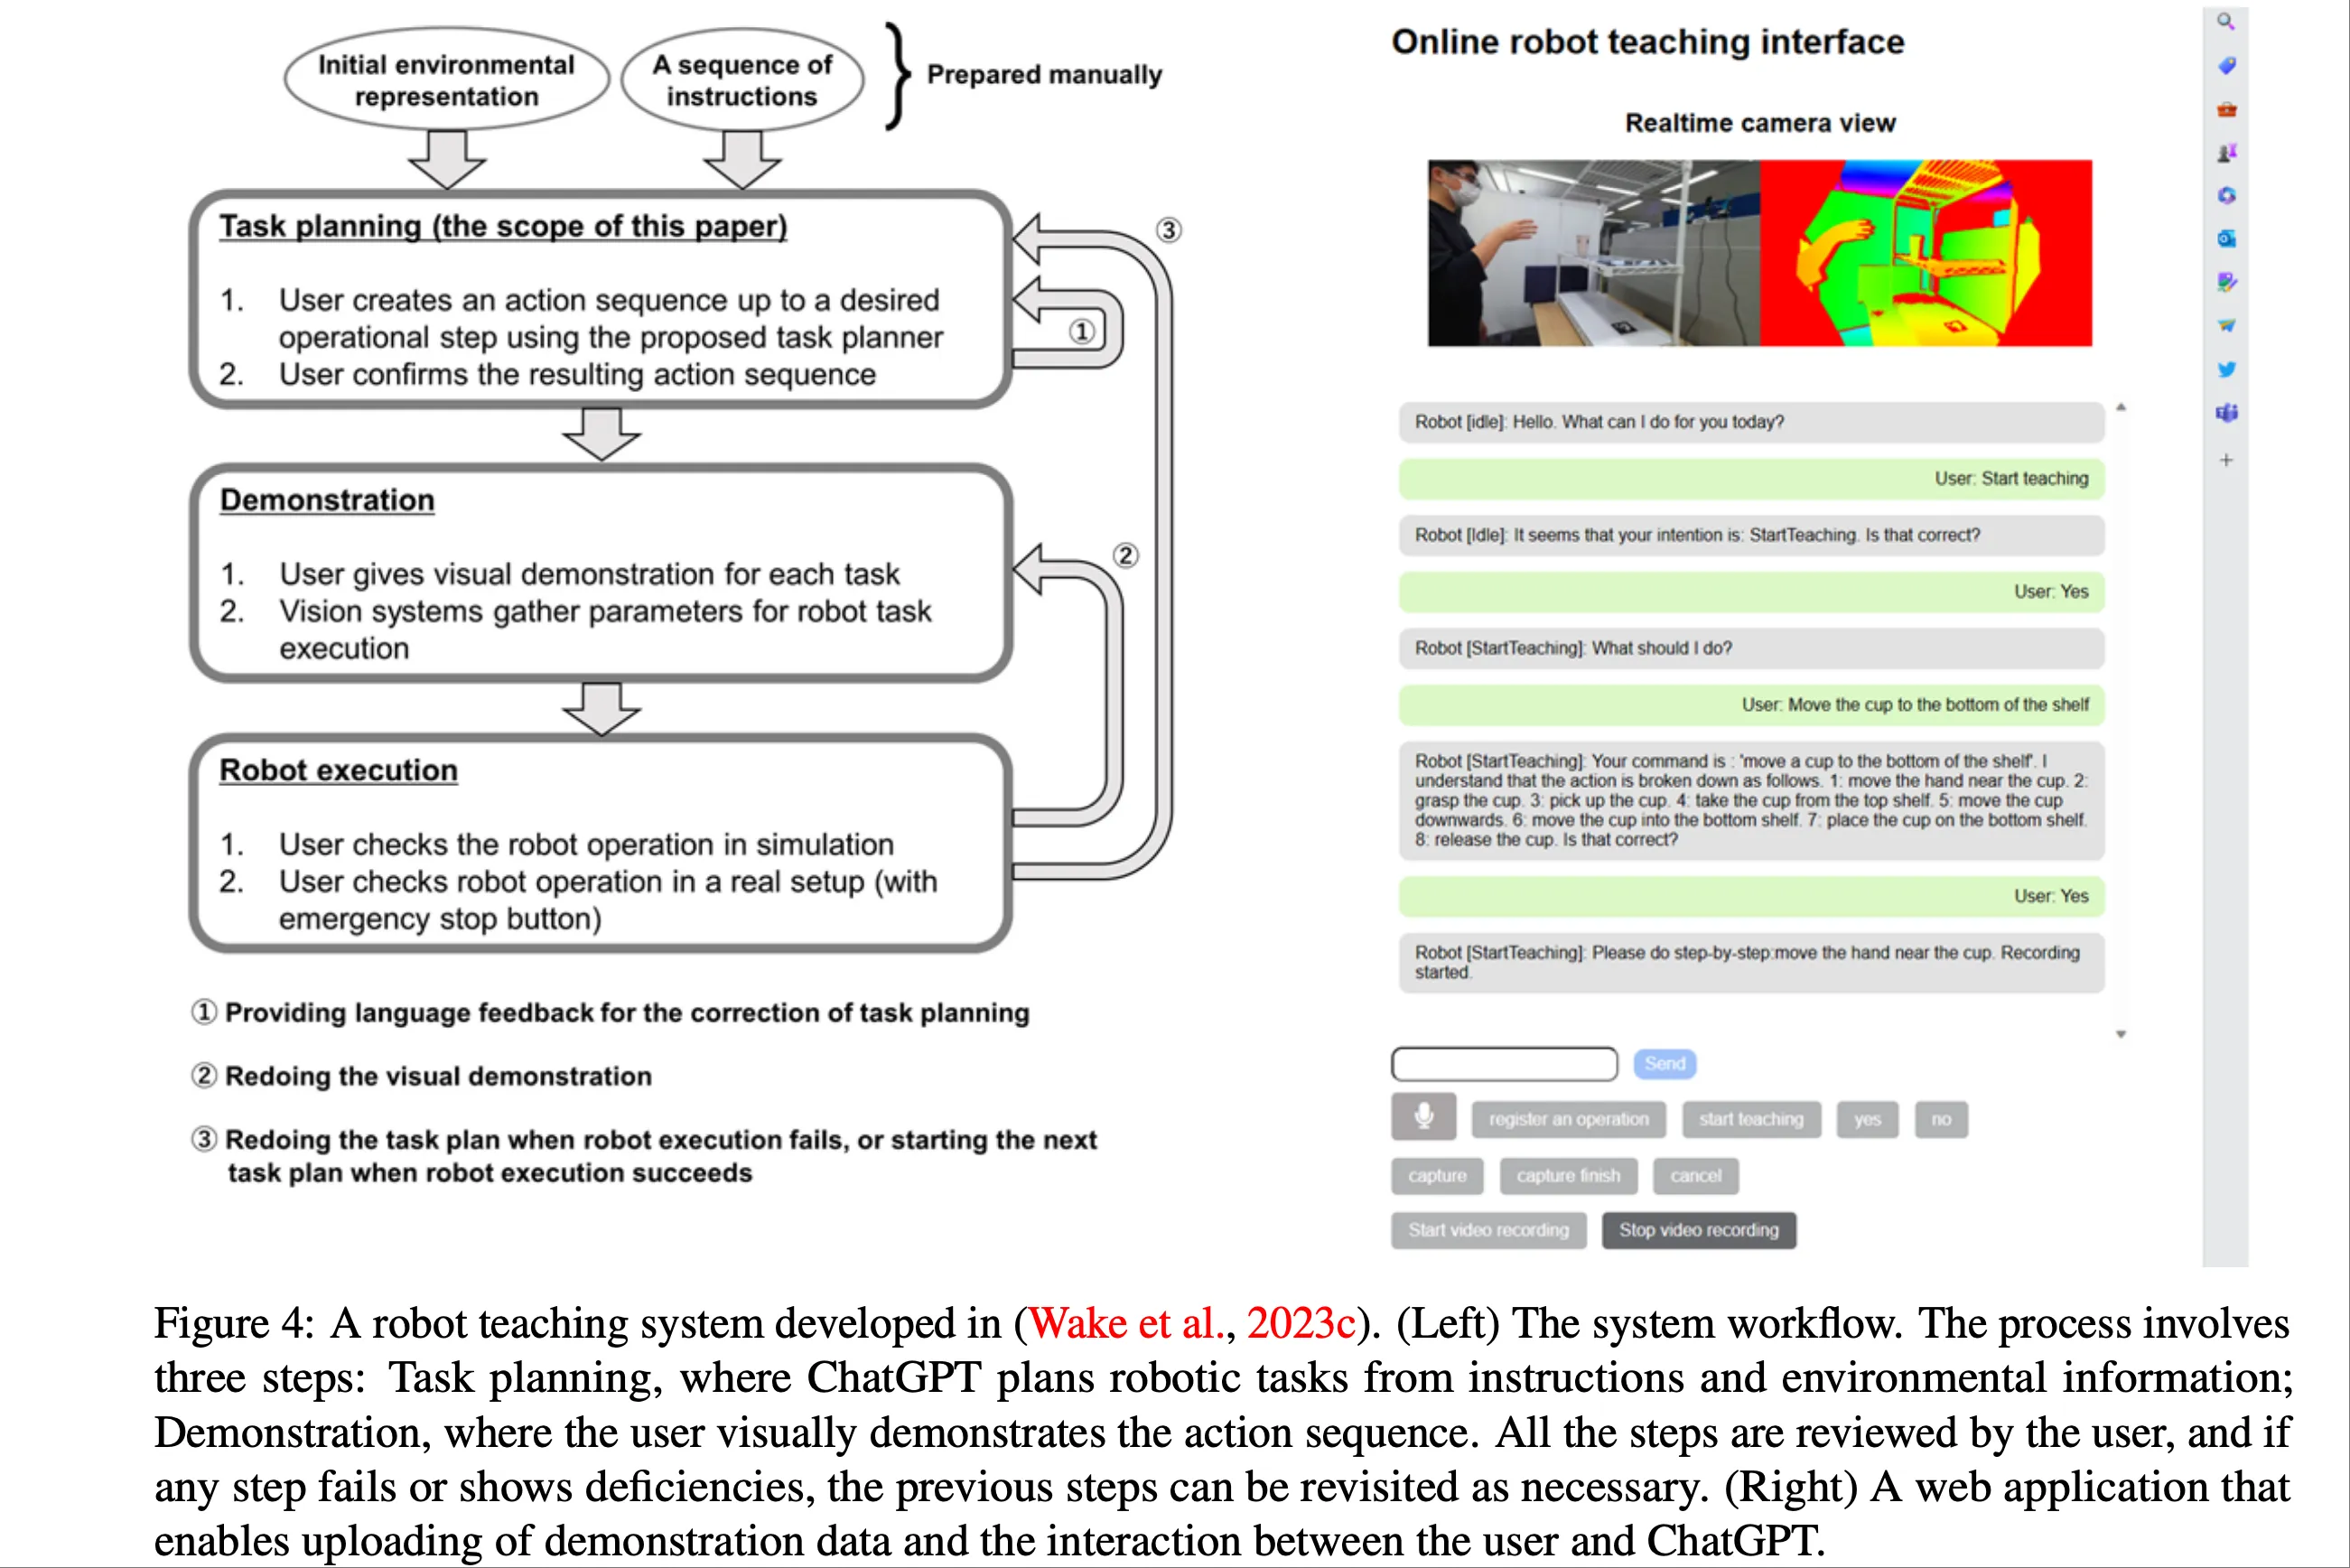 Initial environmental
representation
A sequence of
instructions
Prepared manually
Task planning (the scope of this paper)
1. User creates an action sequence up to a desired
operational step using the proposed task planner
2. User confirms the resulting action sequence
①
③
Demonstration
1. User gives visual demonstration for each task
2. Vision systems gather parameters for robot task
execution
②
Robot execution
1. User checks the robot operation in simulation
2. User checks robot operation in a real setup (with
emergency stop button)
① Providing language feedback for the correction of task planning
② Redoing the visual demonstration
③ Redoing the task plan when robot execution fails, or starting the next
task plan when robot execution succeeds
Online robot teaching interface
Realtime camera view
Robot [idle]: Hello. What can I do for you today?
User: Start teaching
Robot [Idle]: It seems that your intention is: StartTeaching. Is that correct?
User: Yes
Robot [StartTeaching]: What should I do?
User: Move the cup to the bottom of the shelf
Robot [StartTeaching]: Your command is : 'move a cup to the bottom of the shelf'. I
understand that the action is broken down as follows. 1: move the hand near the cup. 2:
grasp the cup. 3: pick up the cup. 4: take the cup from the top shelf. 5: move the cup
downwards. 6: move the cup into the bottom shelf. 7: place the cup on the bottom shelf.
8: release the cup. Is that correct?
User: Yes
Robot [StartTeaching]: Please do step-by-step:move the hand near the cup. Recording
started.
Send
register an operation start teaching yes no
capture capture finish cancel
Start video recording Stop video recording
Figure 4: A robot teaching system developed in (Wake et al., 2023c). (Left) The system workflow. The process involves
three steps: Task planning, where ChatGPT plans robotic tasks from instructions and environmental information;
Demonstration, where the user visually demonstrates the action sequence. All the steps are reviewed by the user, and if
any step fails or shows deficiencies, the previous steps can be revisited as necessary. (Right) A web application that
enables uploading of demonstration data and the interaction between the user and ChatGPT.